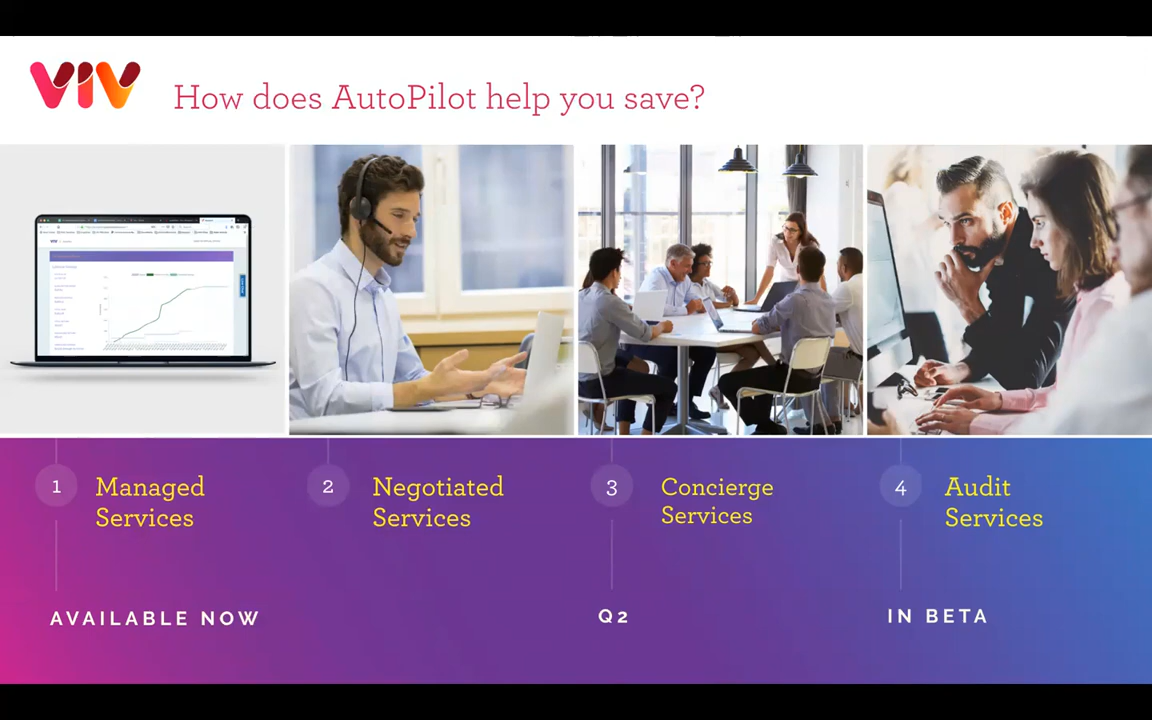 VIV
How does AutoPilot help you save?
1
Managed
Services
2
Negotiated
Services
3
Concierge
Services
4
Audit
Services
AVAILABLE NOW
Q2
IN BETA